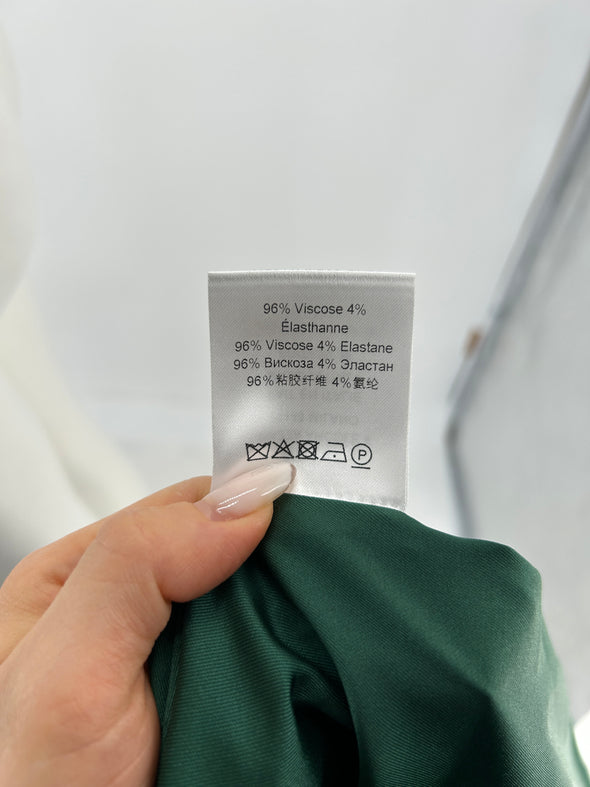 96% Viscose 4%
Élasthanne
96% Viscose 4% Elastane
96% Вискоза 4% Эластан
96%粘胶纤维 4%氨纶
P